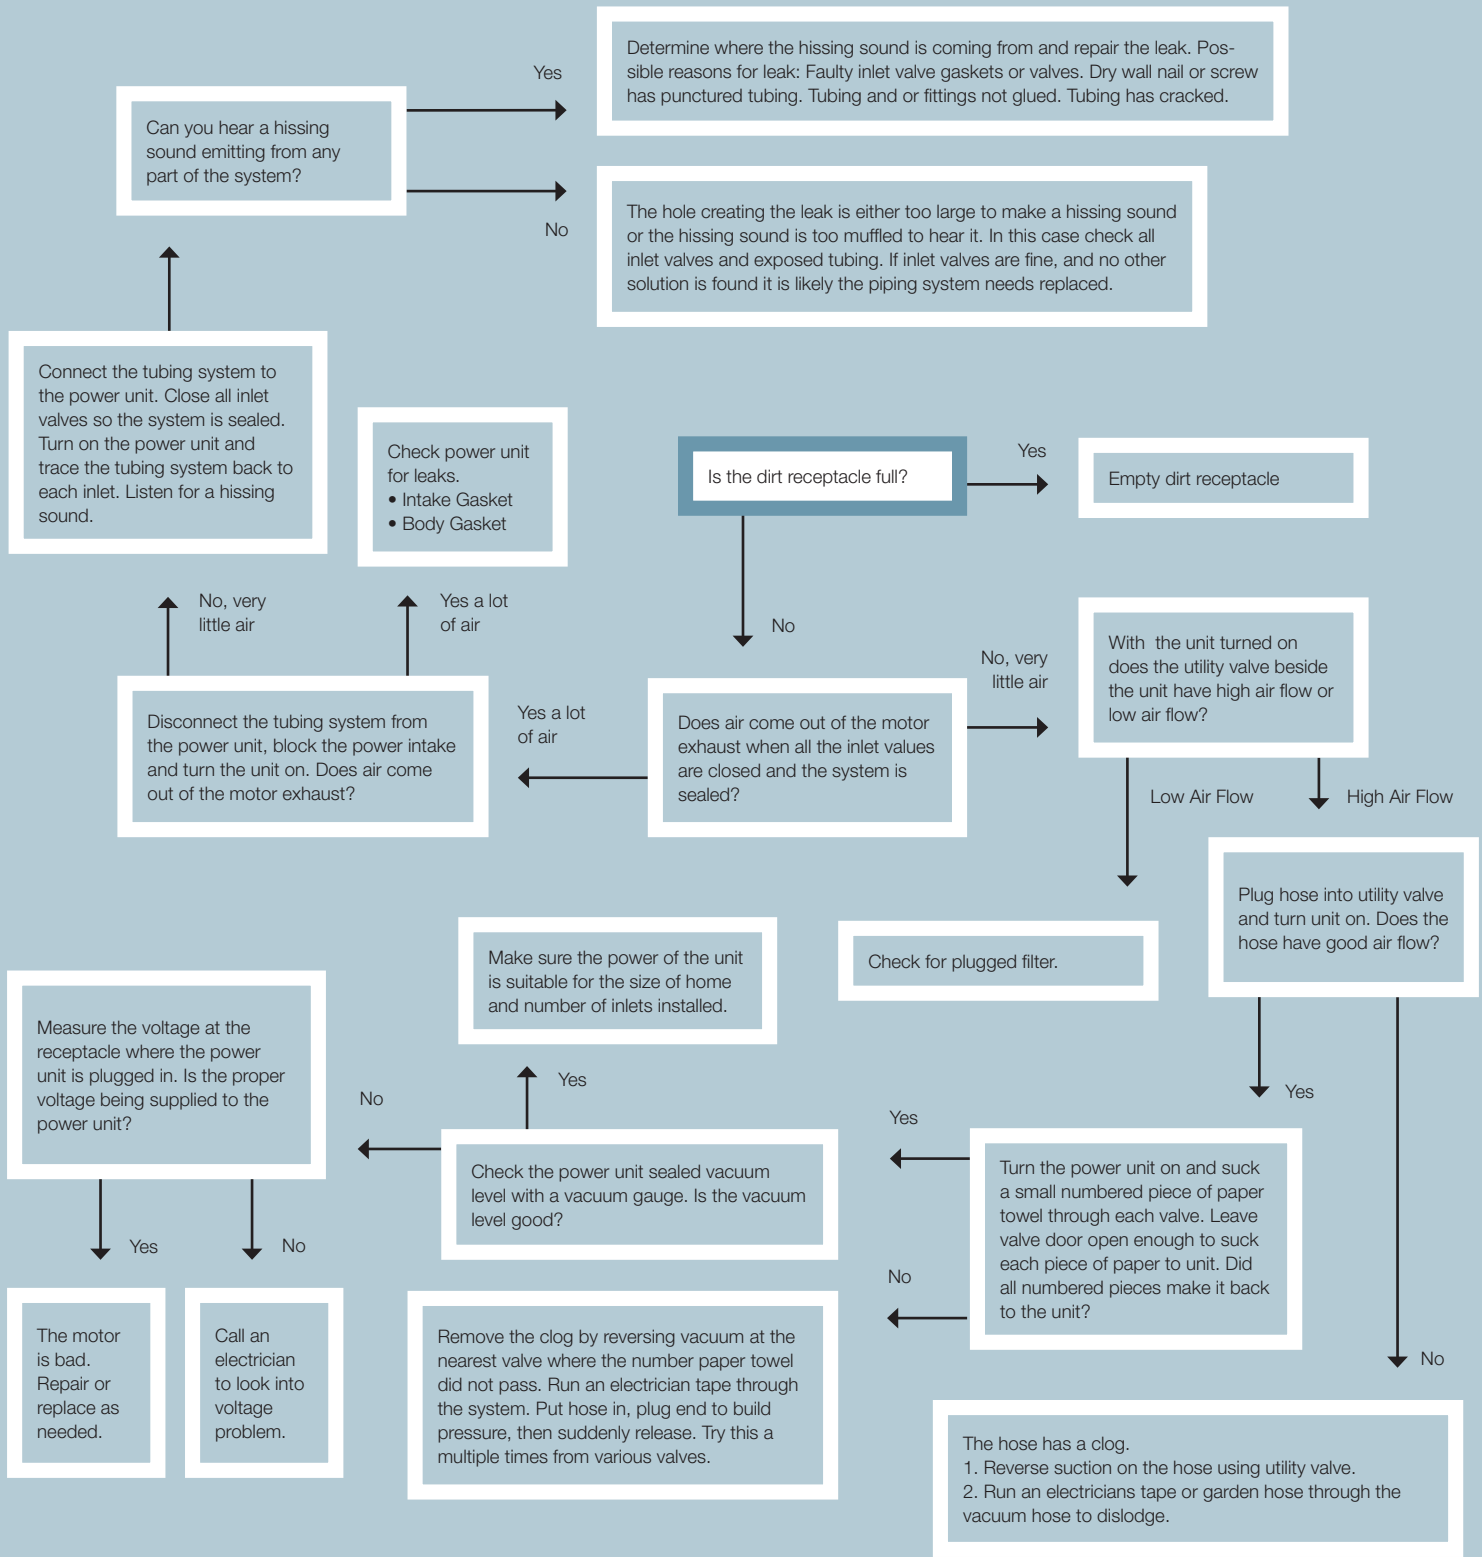 Determine where the hissing sound is coming from and repair the leak. Pos-
sible reasons for leak: Faulty inlet valve gaskets or valves. Dry wall nail or screw
has punctured tubing. Tubing and or fittings not glued. Tubing has cracked.
Yes
Can you hear a hissing
sound emitting from any
part of the system?
No
The hole creating the leak is either too large to make a hissing sound
or the hissing sound is too muffled to hear it. In this case check all
inlet valves and exposed tubing. If inlet valves are fine, and no other
solution is found it is likely the piping system needs replaced.
Connect the tubing system to
the power unit. Close all inlet
valves so the system is sealed.
Turn on the power unit and
trace the tubing system back to
each inlet. Listen for a hissing
sound.
Check power unit
for leaks.
• Intake Gasket
• Body Gasket
Is the dirt receptacle full?
Yes
Empty dirt receptacle
No, very
little air
Yes a lot
of air
No
No, very
little air
With  the unit turned on
does the utility valve beside
the unit have high air flow or
low air flow?
Disconnect the tubing system from
the power unit, block the power intake
and turn the unit on. Does air come
out of the motor exhaust?
Yes a lot
of air
Does air come out of the motor
exhaust when all the inlet values
are closed and the system is
sealed?
Low Air Flow
High Air Flow
Plug hose into utility valve
and turn unit on. Does the
hose have good air flow?
Make sure the power of the unit
is suitable for the size of home
and number of inlets installed.
Check for plugged filter.
Measure the voltage at the
receptacle where the power
unit is plugged in. Is the proper
voltage being supplied to the
power unit?
No
Yes
Yes
Yes
Check the power unit sealed vacuum
level with a vacuum gauge. Is the vacuum
level good?
Turn the power unit on and suck
a small numbered piece of paper
towel through each valve. Leave
valve door open enough to suck
each piece of paper to unit. Did
all numbered pieces make it back
to the unit?
Yes
No
No
No
The motor
is bad.
Repair or
replace as
needed.
Call an
electrician
to look into
voltage
problem.
Remove the clog by reversing vacuum at the
nearest valve where the number paper towel
did not pass. Run an electrician tape through
the system. Put hose in, plug end to build
pressure, then suddenly release. Try this a
multiple times from various valves.
The hose has a clog.
1. Reverse suction on the hose using utility valve.
2. Run an electricians tape or garden hose through the
vacuum hose to dislodge.